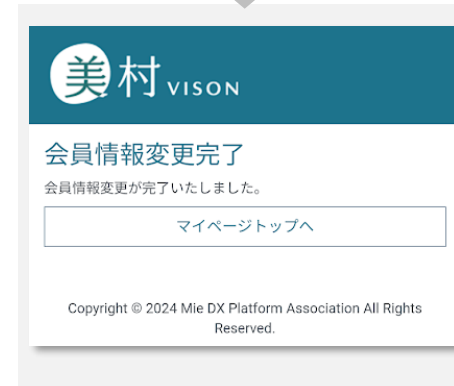 美村 VISON
会員情報変更完了
会員情報変更が完了いたしました。
マイページトップへ
Copyright © 2024 Mie DX Platform Association All Rights
Reserved.